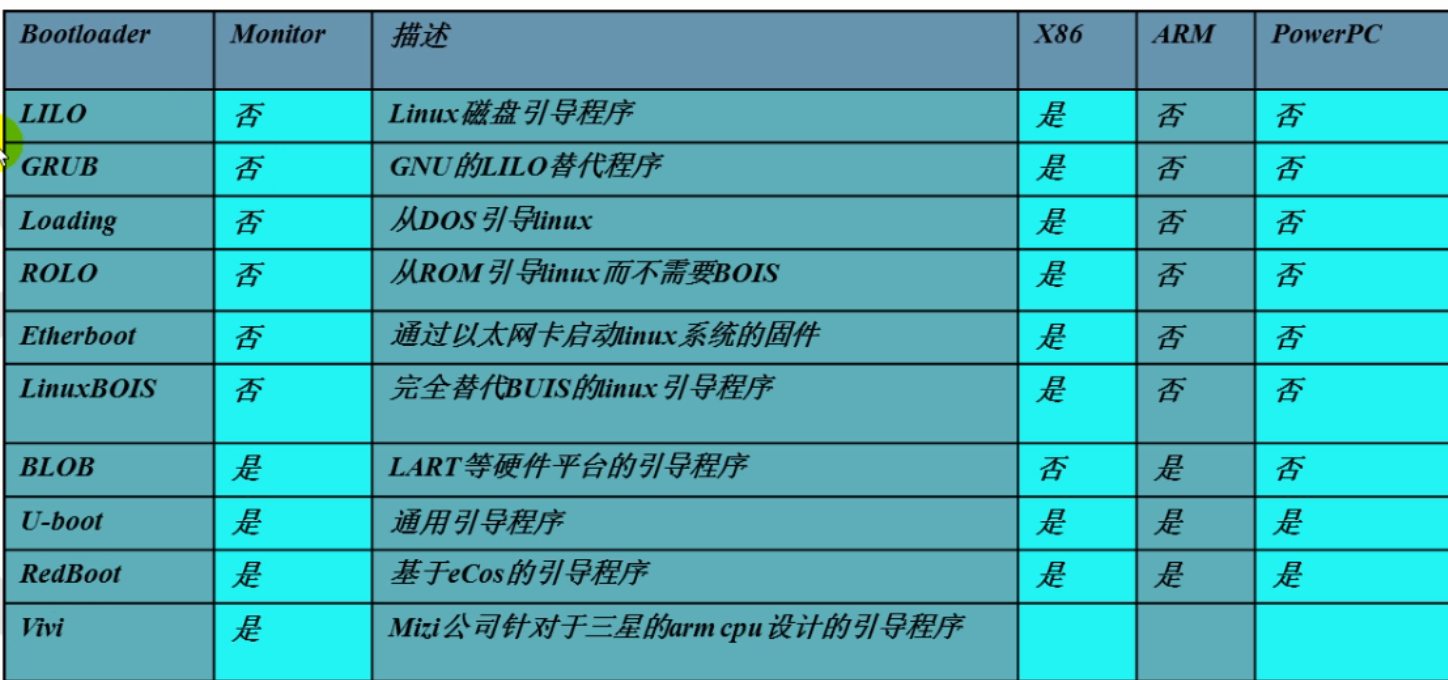 Bootloader Monitor 描述 X86 ARM PowerPC
LILO 否 Linux磁盘引导程序 是 否 否
GRUB 否 GNU的LILO替代程序 是 否 否
Loading 否 从DOS引导linux 是 否 否
ROLO 否 从ROM引导linux而不需要BOIS 是 否 否
Etherboot 否 通过以太网卡启动linux系统的固件 是 否 否
LinuxBOIS 否 完全替代BUIS的linux引导程序 是 否 否
BLOB 是 LART等硬件平台的引导程序 否 是 否
U-boot 是 通用引导程序 是 是 是
RedBoot 是 基于eCos的引导程序 是 是 是
Vivi 是 Mizi公司针对于三星的arm cpu设计的引导程序